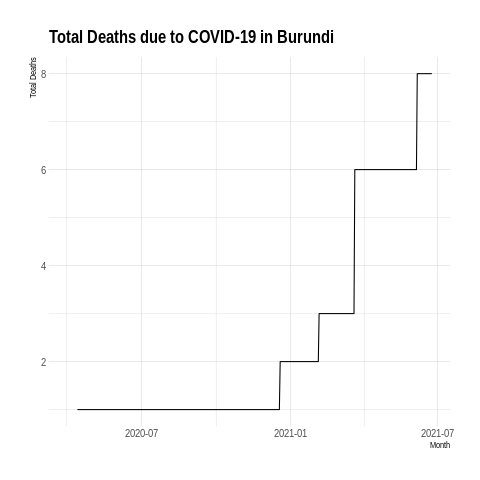 Total Deaths due to COVID-19 in Burundi
Total Deaths
8
6
4
2
2020-07
2021-01
2021-07
Month